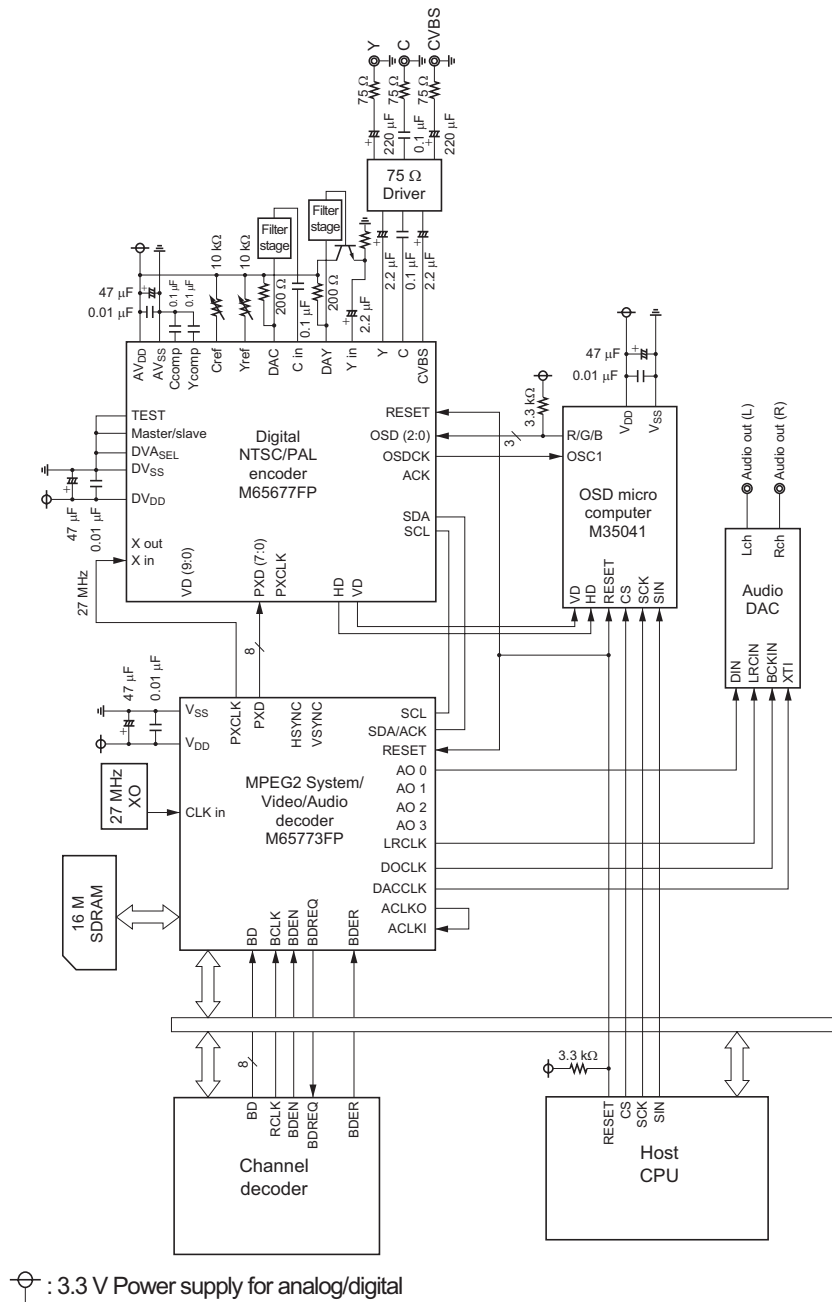 Y
C
CVBS
75 Ω
75 Ω
75 Ω
+
+
220 µF
0.1 µF
220 µF
75 Ω
Driver
Filter
stage
Filter
stage
10 kΩ
10 kΩ
47 µF
+
0.01 µF
0.1 µF
0.1 µF
200 Ω
0.1 µF
200 Ω
+
2.2 µF
+
2.2 µF
0.1 µF
+
2.2 µF
AVDD
AVSS
Ccomp
Ycomp
Cref
Yref
DAC
C in
DAY
Y in
Y
C
CVBS
TEST
Master/slave
DVASEL
DVSS
DVDD
X out
X in
+
47 µF
0.01 µF
27 MHz
Digital
NTSC/PAL
encoder
M65677FP
RESET
OSD (2:0)
OSDCK
ACK
SDA
SCL
VD (9:0)
PXD (7:0)
PXCLK
HD
VD
3
3.3 kΩ
47 µF
+
0.01 µF
VDD
VSS
R/G/B
OSC1
OSD micro
computer
M35041
VD
HD
RESET
CS
SCK
SIN
Audio out (L)
Audio out (R)
Lch
Rch
Audio
DAC
DIN
LRCIN
BCKIN
XTI
8
+
47 µF
0.01 µF
VSS
VDD
PXCLK
PXD
HSYNC
VSYNC
27 MHz
XO
CLK in
MPEG2 System/
Video/Audio
decoder
M65773FP
SCL
SDA/ACK
RESET
AO 0
AO 1
AO 2
AO 3
LRCLK
DOCLK
DACCLK
ACLKO
ACLKI
16 M
SDRAM
BD
BCLK
BDEN
BDREQ
BDER
8
BD
RCLK
BDEN
BDREQ
BDER
Channel
decoder
3.3 kΩ
RESET
CS
SCK
SIN
Host
CPU
: 3.3 V Power supply for analog/digital